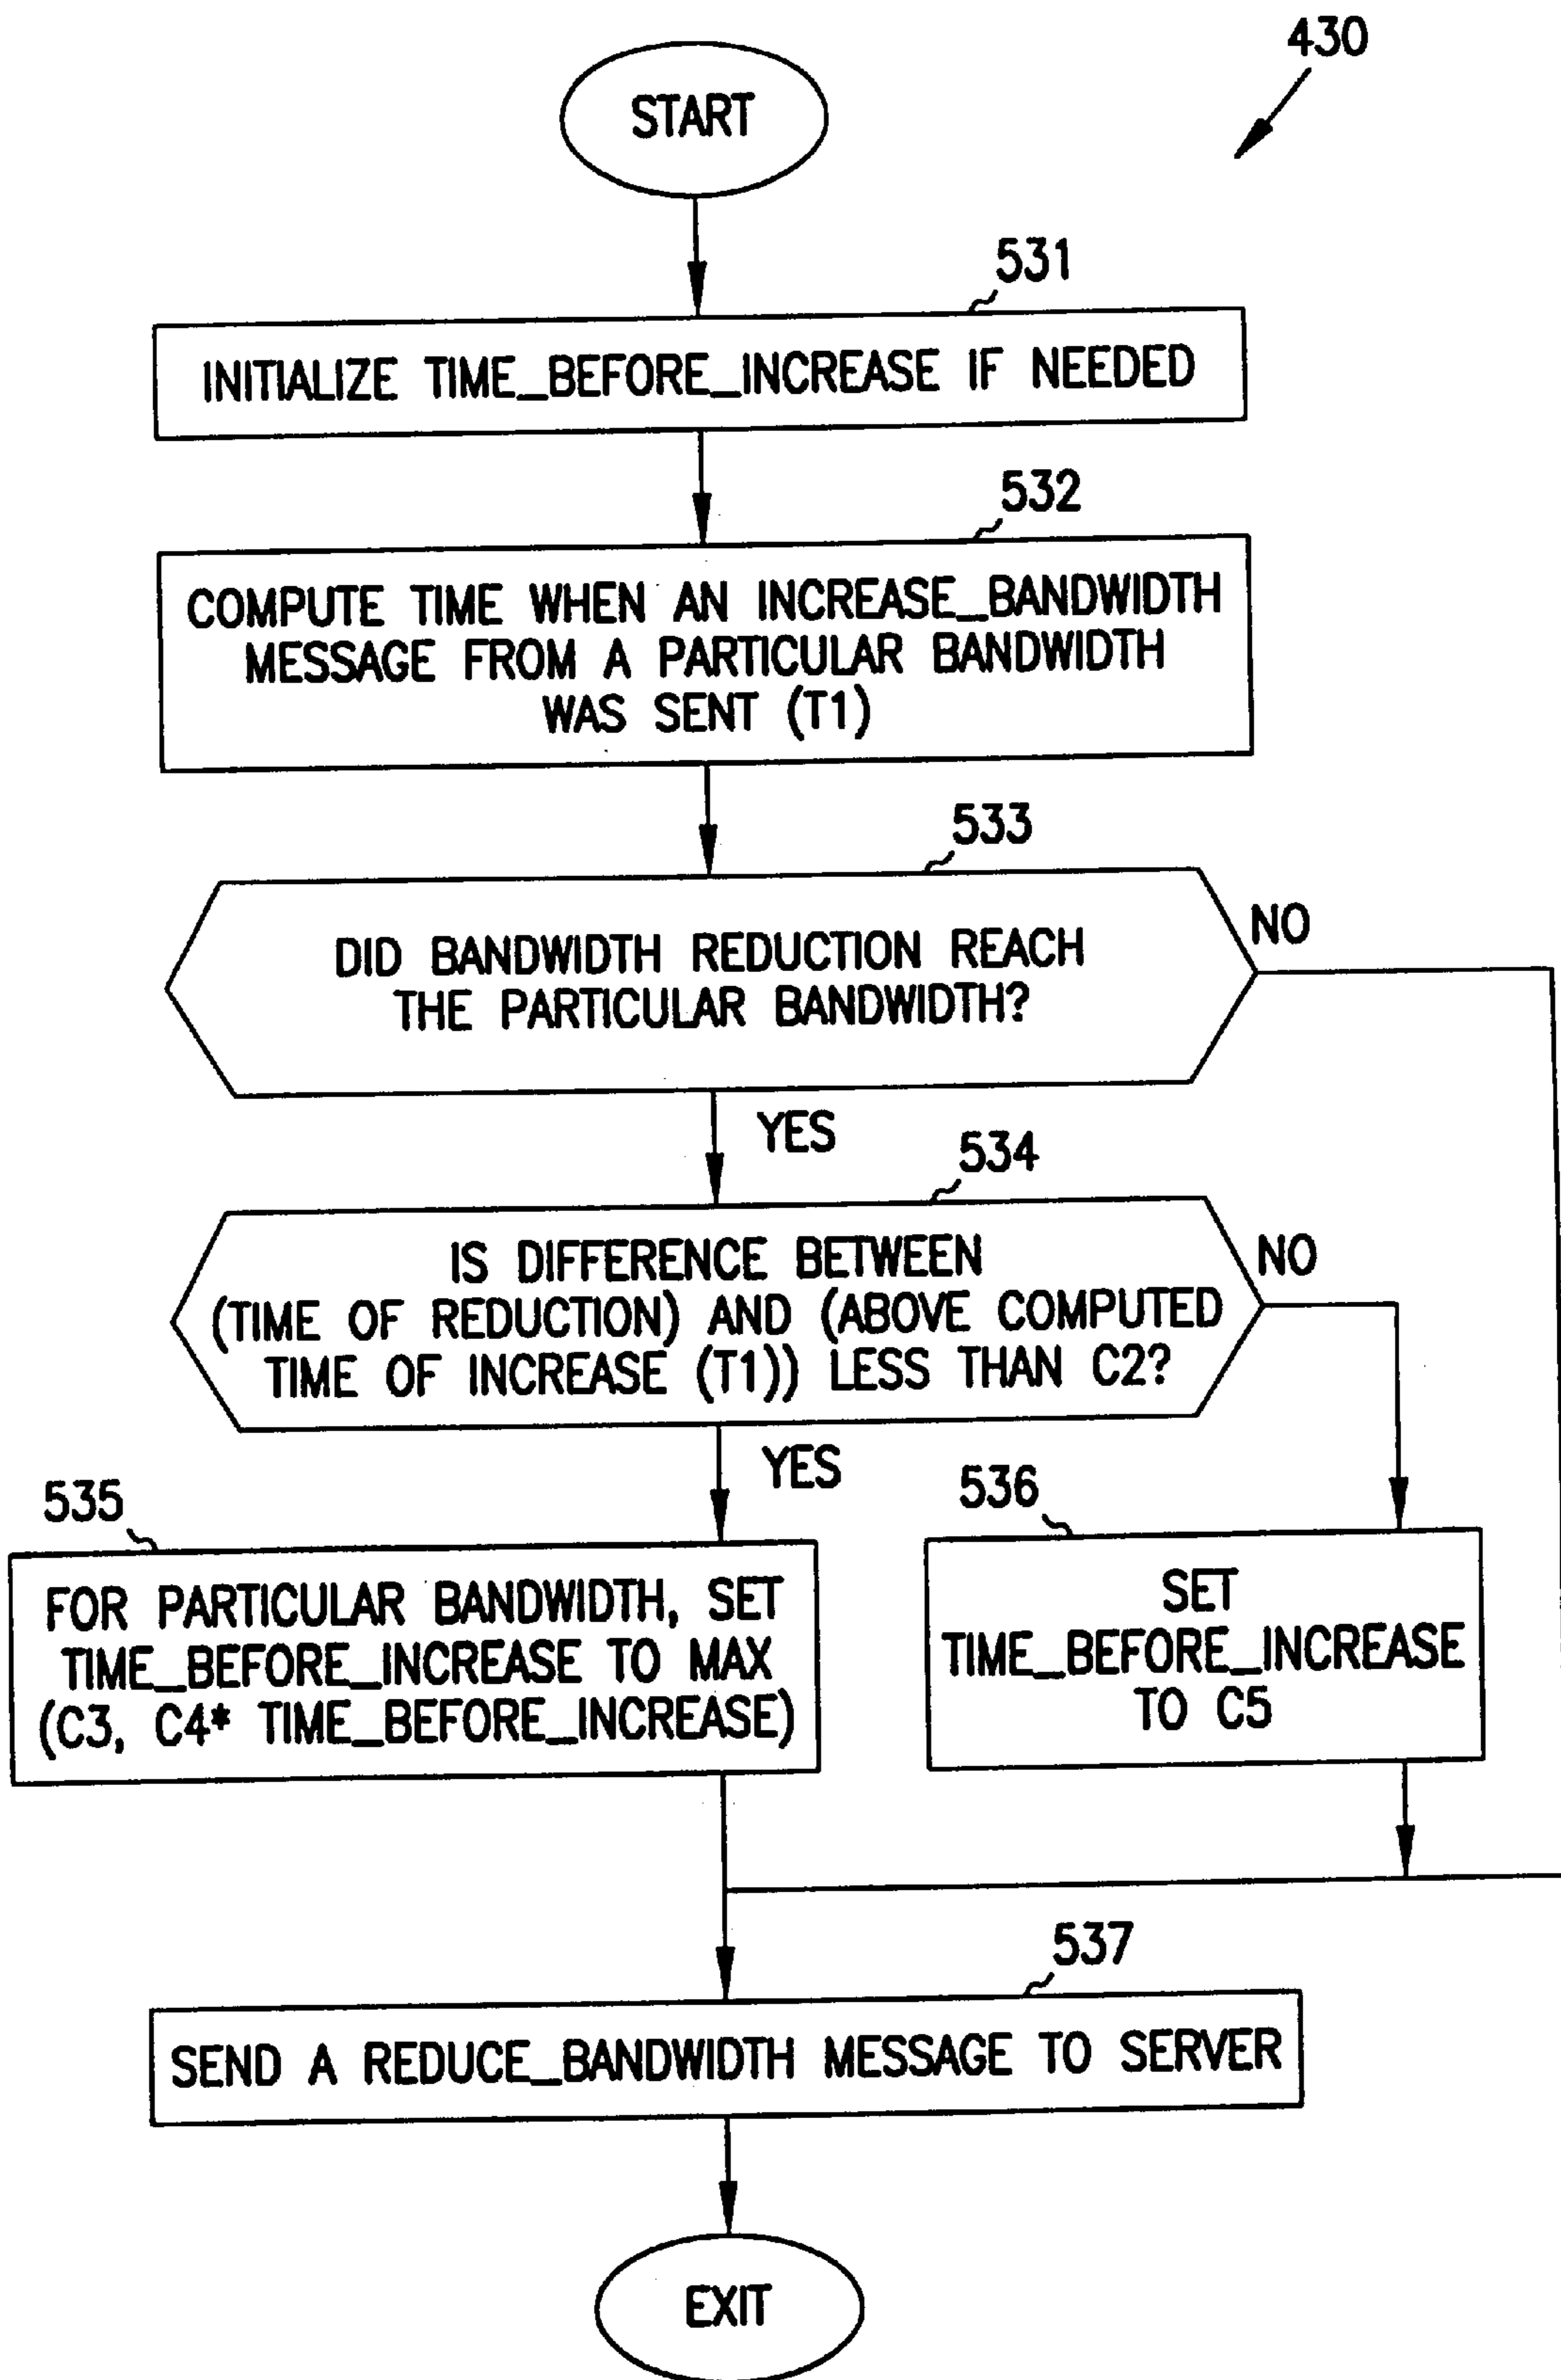 430
START
531
INITIALIZE TIME_BEFORE_INCREASE IF NEEDED
532
COMPUTE TIME WHEN AN INCREASE_BANDWIDTH
MESSAGE FROM A PARTICULAR BANDWIDTH
WAS SENT (T1)
533
DID BANDWIDTH REDUCTION REACH
THE PARTICULAR BANDWIDTH?
NO
YES
534
IS DIFFERENCE BETWEEN
(TIME OF REDUCTION) AND (ABOVE COMPUTED
TIME OF INCREASE (T1)) LESS THAN C2?
NO
YES
535
FOR PARTICULAR BANDWIDTH, SET
TIME_BEFORE_INCREASE TO MAX
(C3, C4* TIME_BEFORE_INCREASE)
536
SET
TIME_BEFORE_INCREASE
TO C5
537
SEND A REDUCE_BANDWIDTH MESSAGE TO SERVER
EXIT